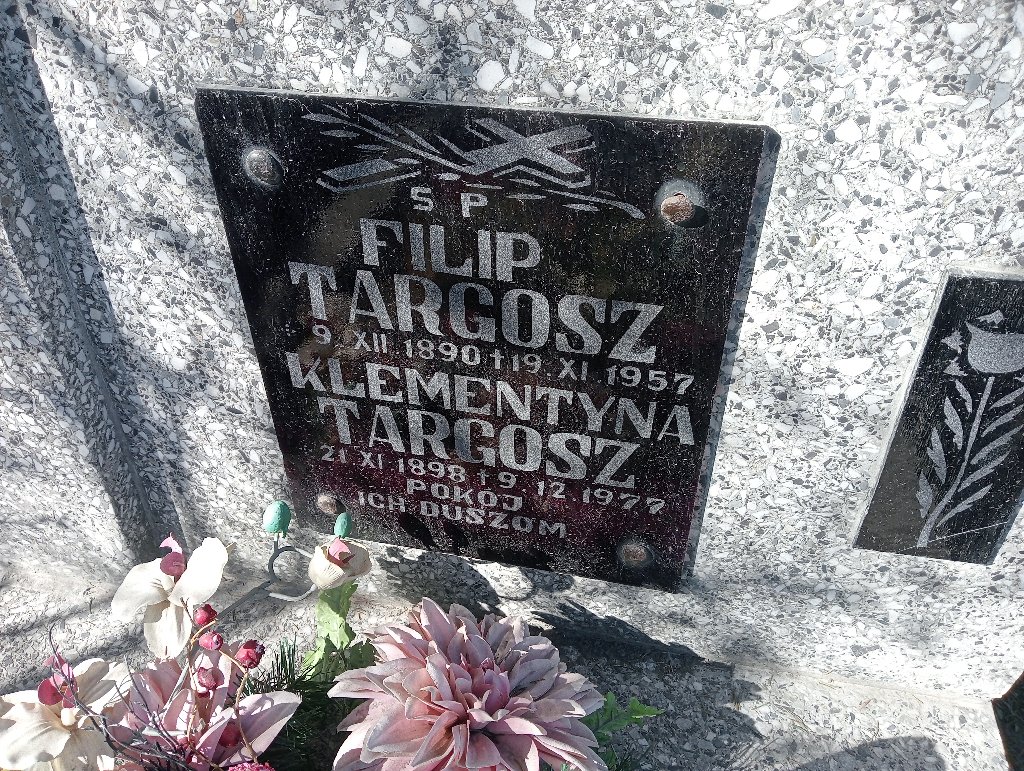 S P
FILIP
TARGOSZ
* 9. XII. 1890 † 19. XI. 1957
KLEMENTYNA
TARGOSZ
21 XI 1898 † 9. 12. 1977
POKÓJ
ICH DUSZOM